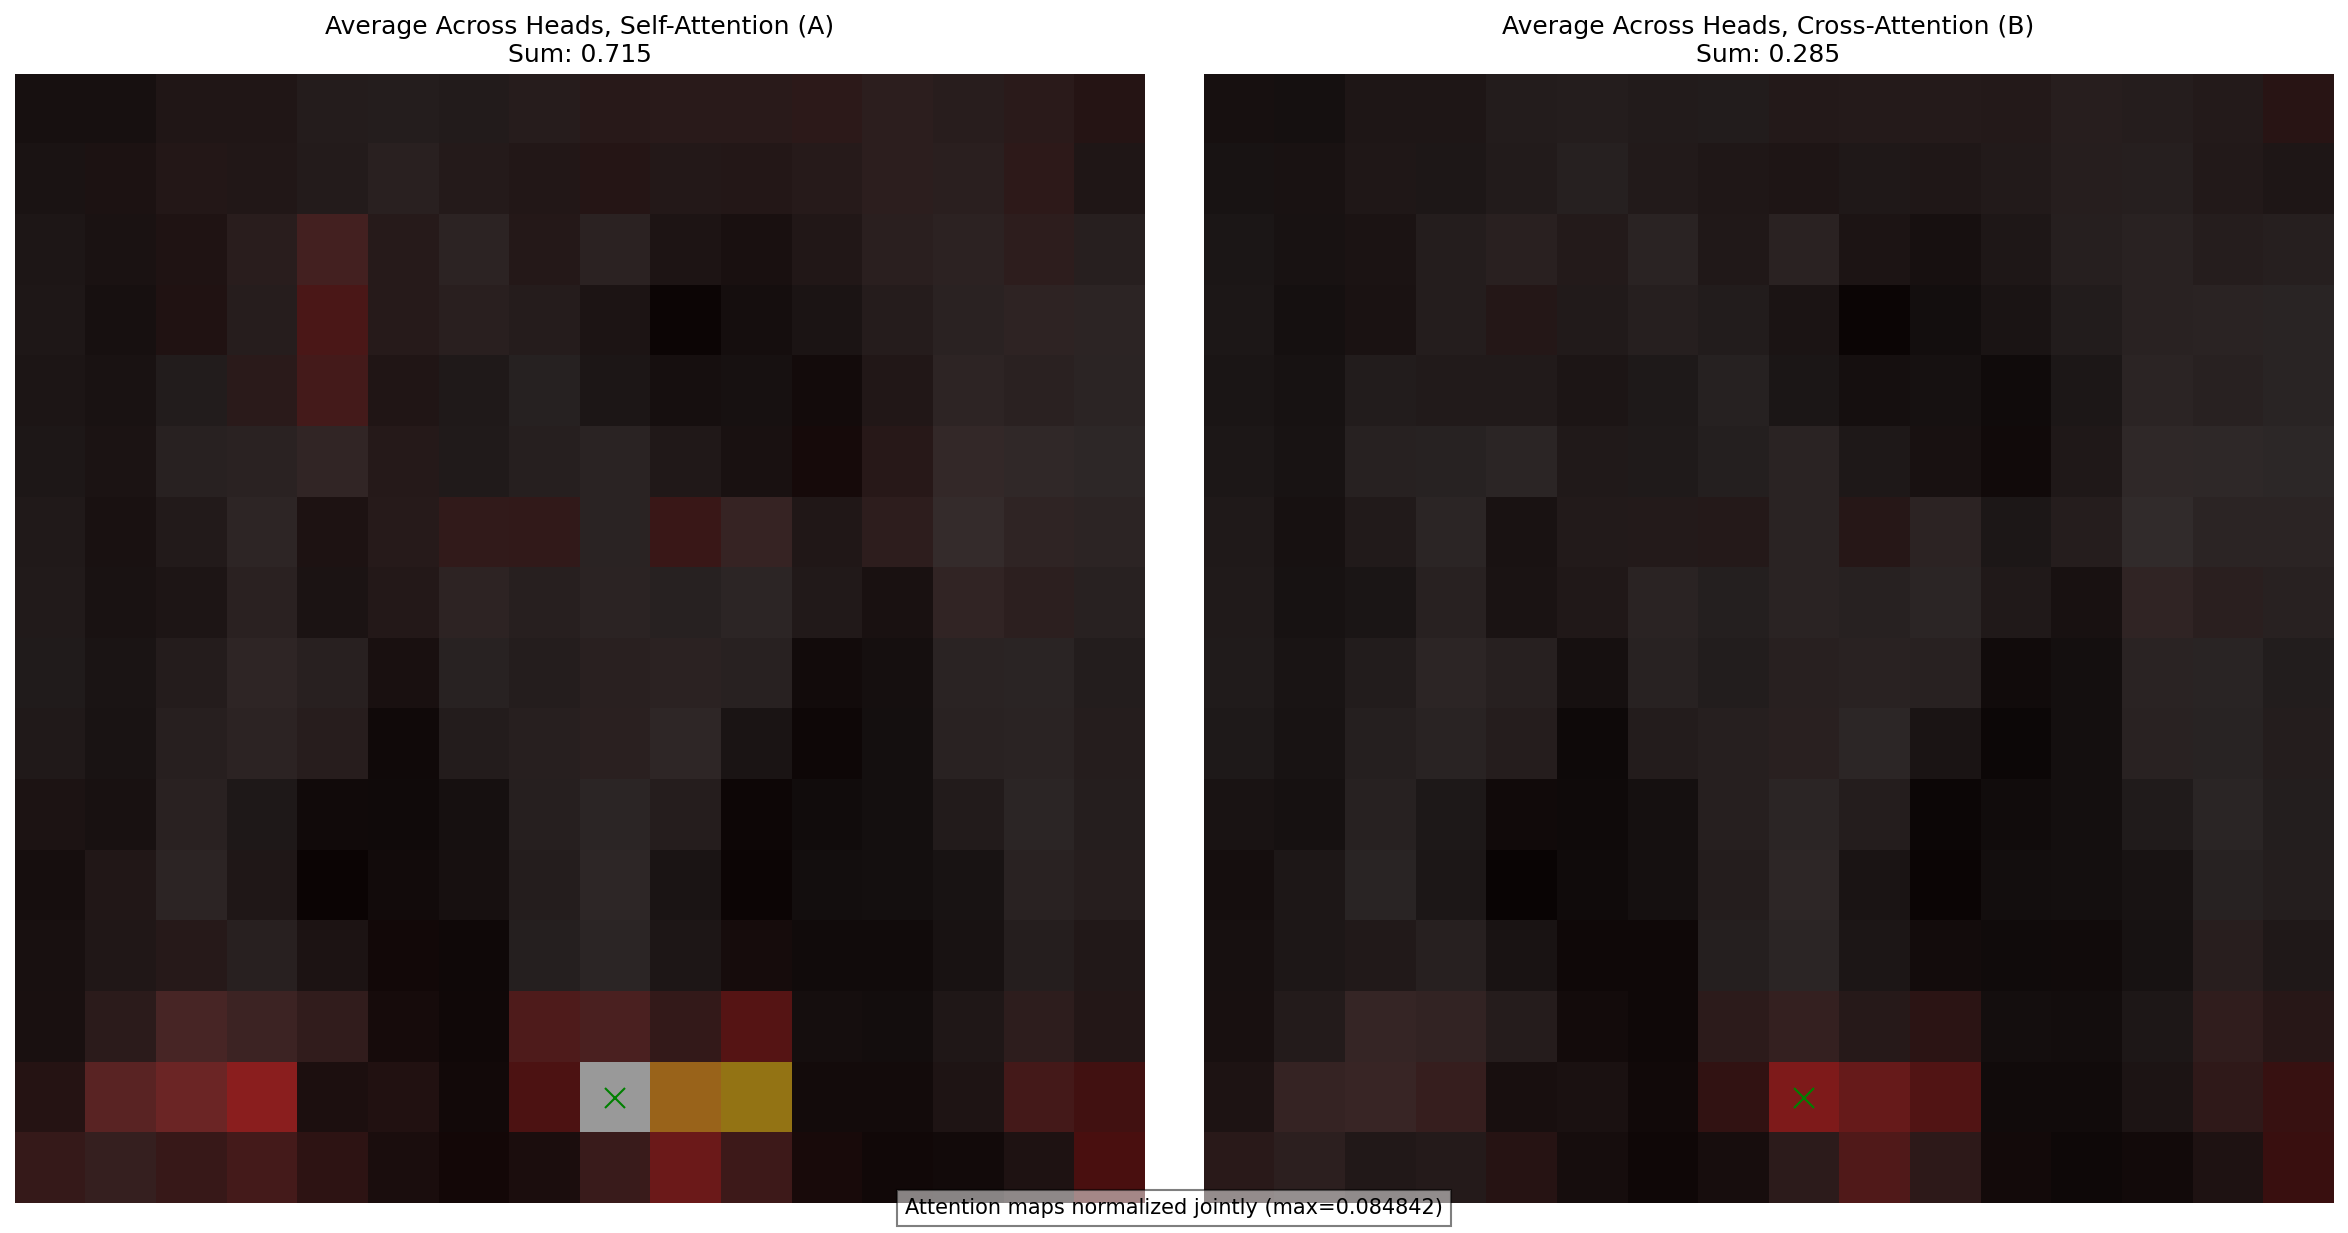 Average Across Heads, Self-Attention (A)
Sum: 0.715
Average Across Heads, Cross-Attention (B)
Sum: 0.285
Attention maps normalized jointly (max=0.084842)